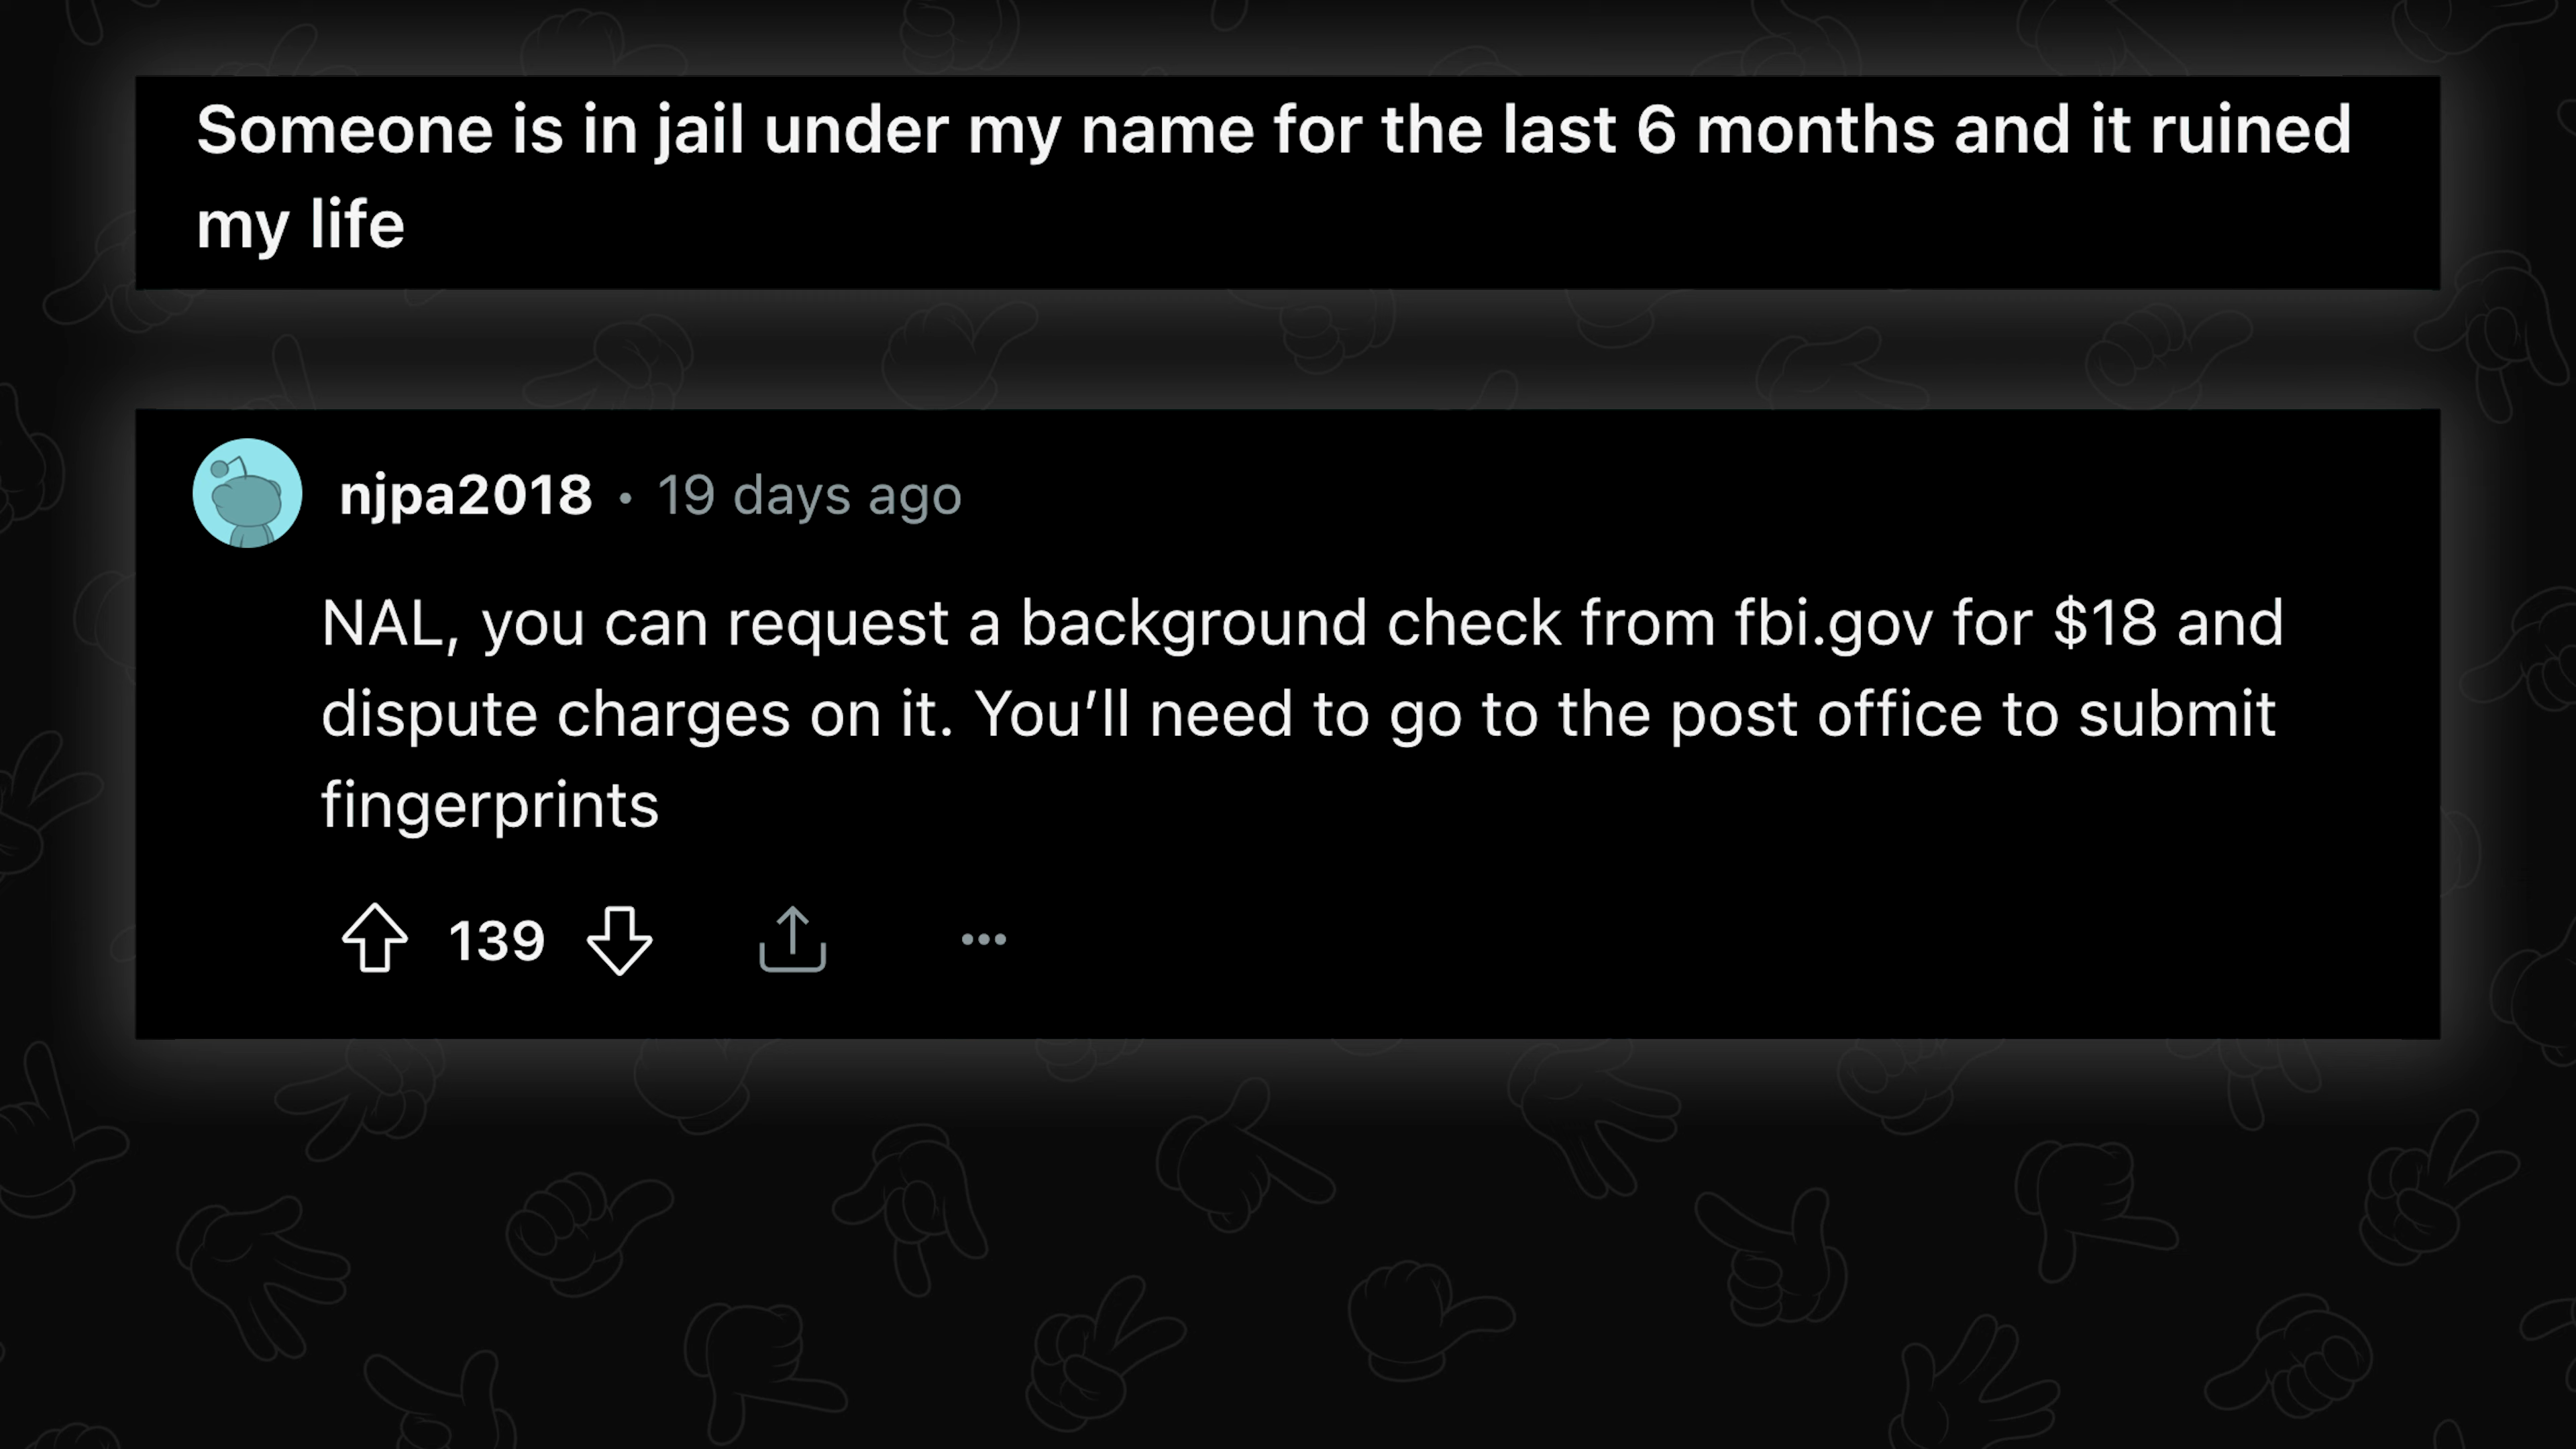 Someone is in jail under my name for the last 6 months and it ruined
my life
njpa2018 • 19 days ago
NAL, you can request a background check from fbi.gov for $18 and
dispute charges on it. You’ll need to go to the post office to submit
fingerprints
139